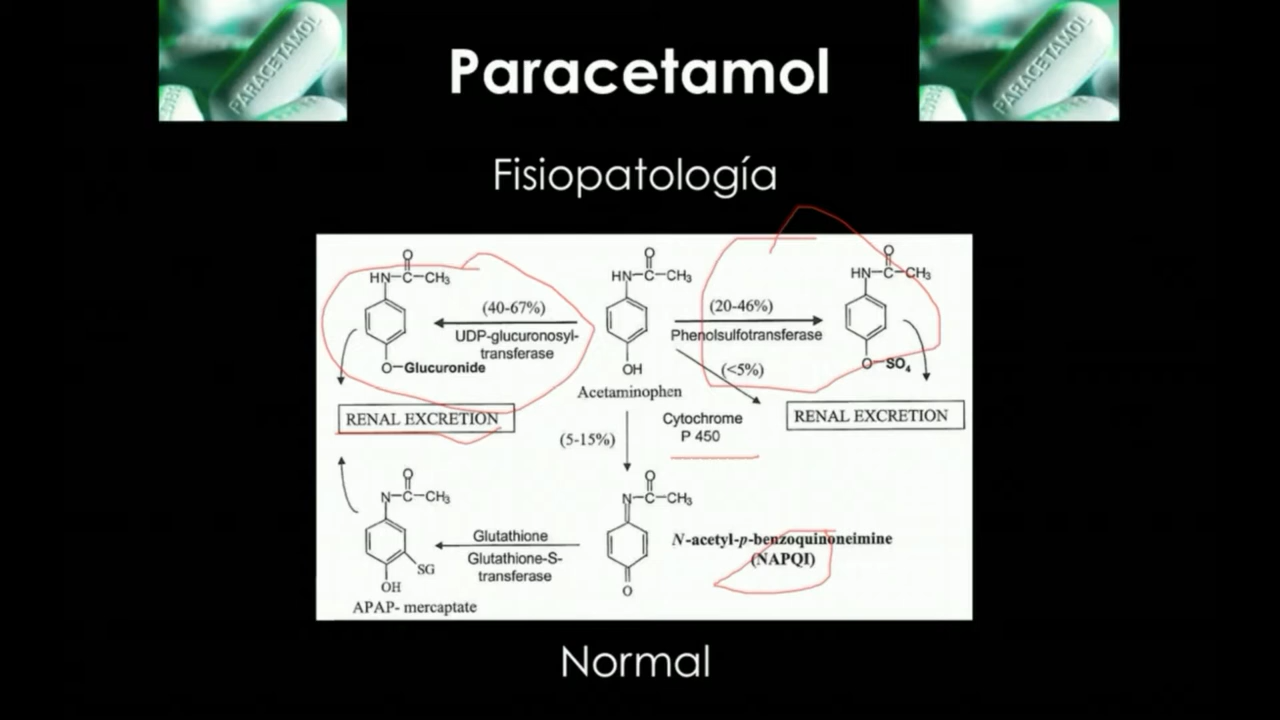 PARACETAMOL
Paracetamol
PARACETAMOL
Fisiopatología
O
HN–C–CH₃
(40-67%)
UDP-glucuronosyl-
transferase
O–Glucuronide
RENAL EXCRETION
O
HN–C–CH₃
OH
Acetaminophen
(20-46%)
Phenolsulfotransferase
(<5%)
O
HN–C–CH₃
O–SO₄
RENAL EXCRETION
(5-15%)
Cytochrome
P 450
O
N–C–CH₃
SG
OH
APAP- mercaptate
Glutathione
Glutathione-S-
transferase
O
N–C–CH₃
O
N-acetyl-p-benzoquinoneimine
(NAPQI)
Normal